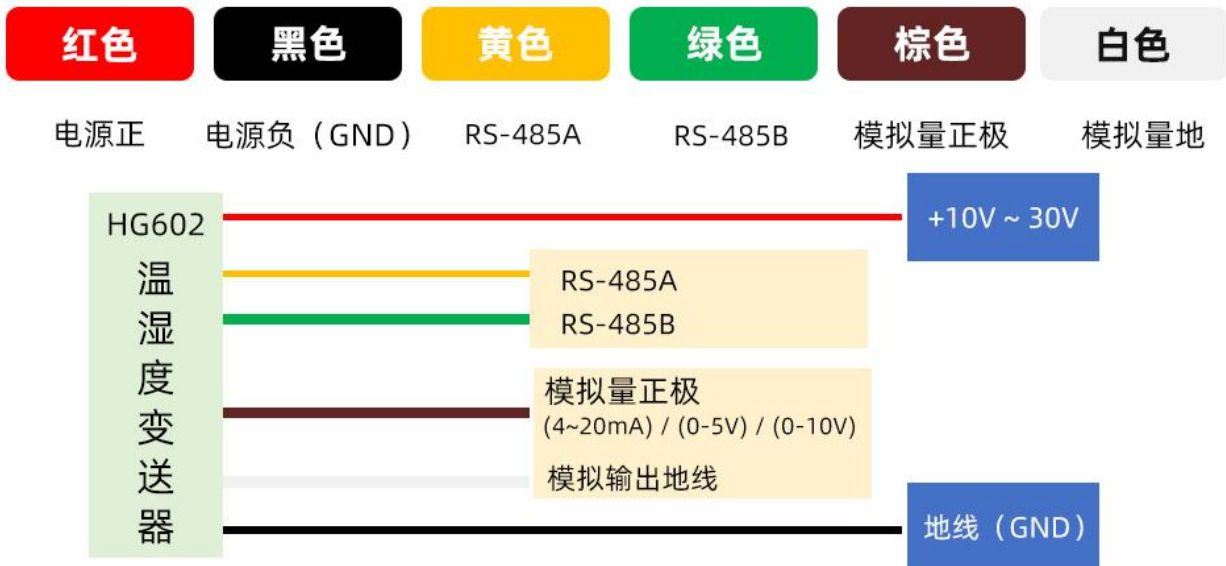 红色 黑色 黄色 绿色 棕色 白色
电源正 电源负（GND） RS-485A RS-485B 模拟量正极 模拟量地
HG602
温
湿
度
变
送
器
+10V ~ 30V
RS-485A
RS-485B
模拟量正极
(4~20mA) / (0-5V) / (0-10V)
模拟输出地线
地线（GND）